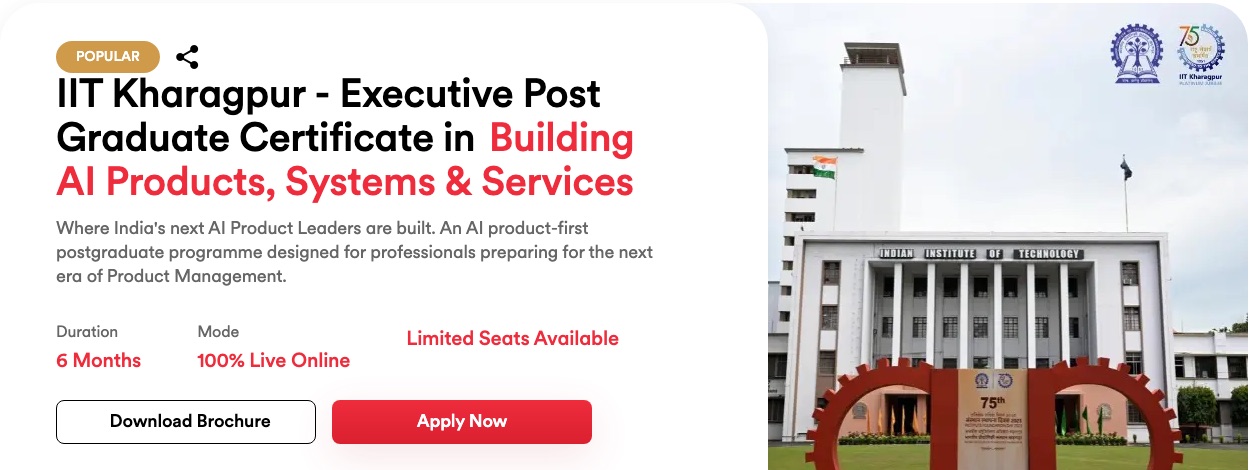 POPULAR
IIT Kharagpur - Executive Post
Graduate Certificate in Building
AI Products, Systems & Services
Where India's next AI Product Leaders are built. An AI product-first
postgraduate programme designed for professionals preparing for the next
era of Product Management.
Duration
Mode
Limited Seats Available
6 Months
100% Live Online
Download Brochure
Apply Now
75
IIT Kharagpur
PLATINUM JUBILEE
INDIAN INSTITUTE OF TECHNOLOGY
75th